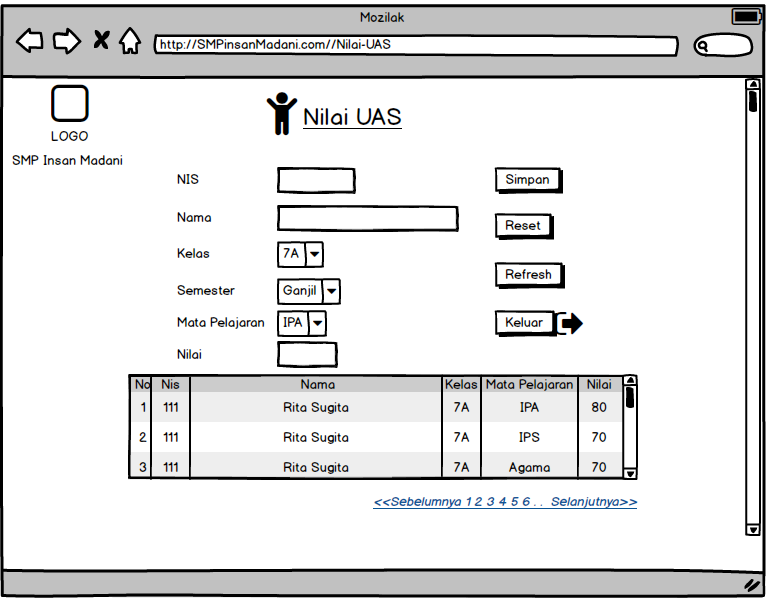 Mozilak
http://SMPinsanMadani.com//Nilai-UAS
LOGO
SMP Insan Madani
Nilai UAS
NIS
Simpan
Nama
Reset
Kelas 7A
Refresh
Semester Ganjil
Mata Pelajaran IPA
Keluar
Nilai
No Nis Nama Kelas Mata Pelajaran Nilai
1 111 Rita Sugita 7A IPA 80
2 111 Rita Sugita 7A IPS 70
3 111 Rita Sugita 7A Agama 70
<<Sebelumnya 1 2 3 4 5 6 . . Selanjutnya>>